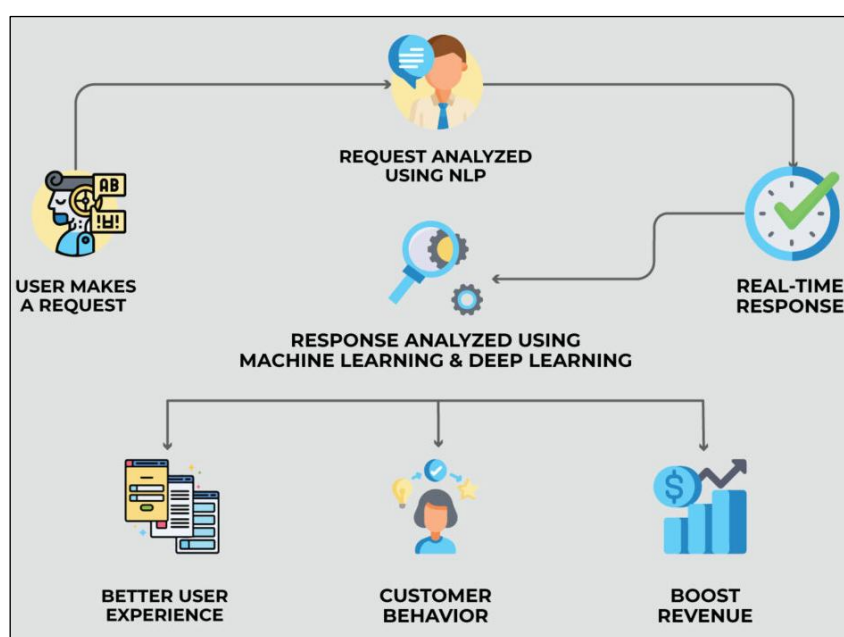 REQUEST ANALYZED
USING NLP
AB
USER MAKES
A REQUEST
REAL-TIME
RESPONSE
RESPONSE ANALYZED USING
MACHINE LEARNING & DEEP LEARNING
$
BETTER USER
EXPERIENCE
CUSTOMER
BEHAVIOR
BOOST
REVENUE